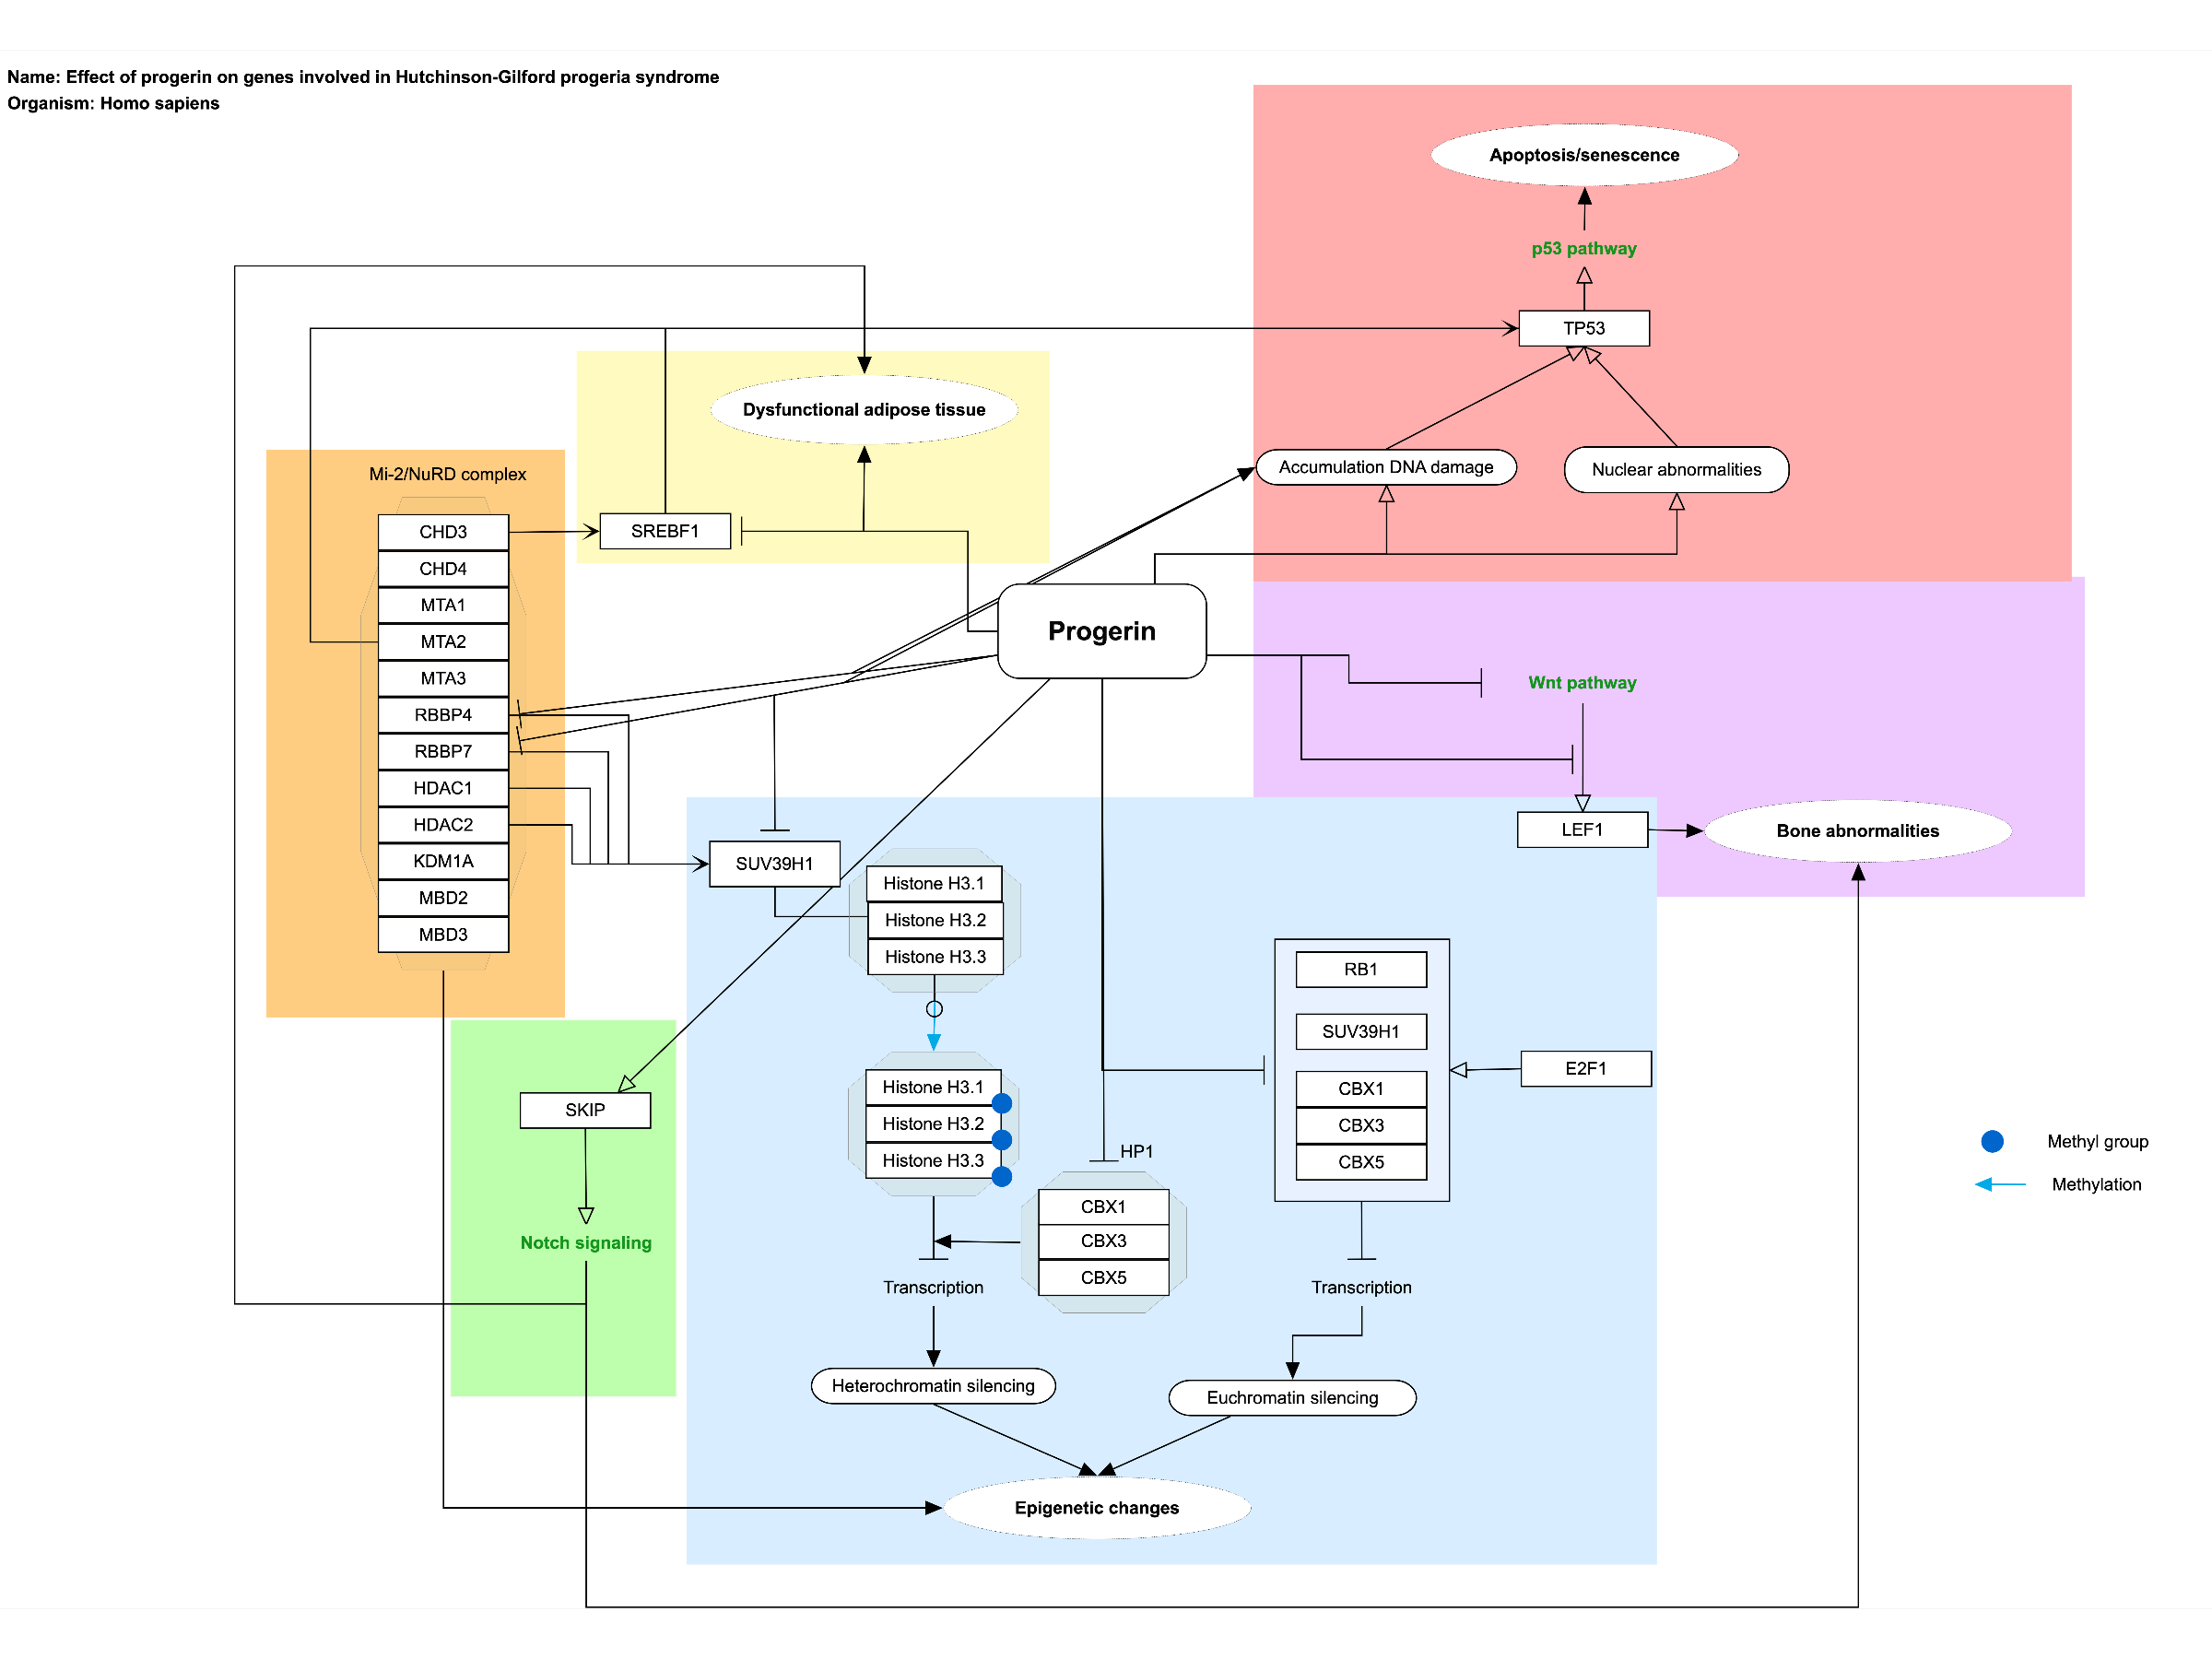 Name: Effect of progerin on genes involved in Hutchinson-Gilford progeria syndrome
Organism: Homo sapiens
Apoptosis/senescence
p53 pathway
TP53
Dysfunctional adipose tissue
Accumulation DNA damage
Nuclear abnormalities
Mi-2/NuRD complex
CHD3
SREBF1
CHD4
MTA1
MTA2
MTA3
RBBP4
RBBP7
HDAC1
HDAC2
KDM1A
MBD2
MBD3
Progerin
Wnt pathway
LEF1
Bone abnormalities
SUV39H1
Histone H3.1
Histone H3.2
Histone H3.3
RB1
SUV39H1
CBX1
CBX3
CBX5
E2F1
Histone H3.1
Histone H3.2
Histone H3.3
SKIP
HP1
CBX1
CBX3
CBX5
Methyl group
Methylation
Notch signaling
Transcription
Transcription
Heterochromatin silencing
Euchromatin silencing
Epigenetic changes